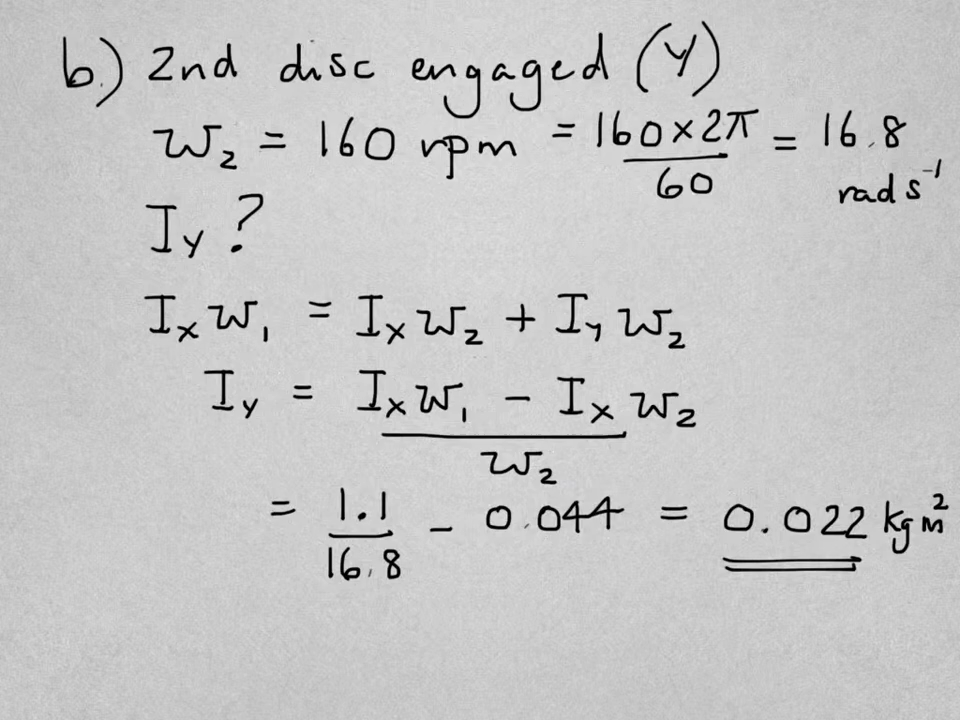 b.) 2nd disc engaged (Y)
ω₂ = 160 rpm = 160×2π/60 = 16.8 rad s⁻¹
I_Y ?
I_X ω₁ = I_X ω₂ + I_Y ω₂
I_Y = (I_X ω₁ - I_X ω₂)/ω₂
= 1.1/16.8 - 0.044 = 0.022 kg m²